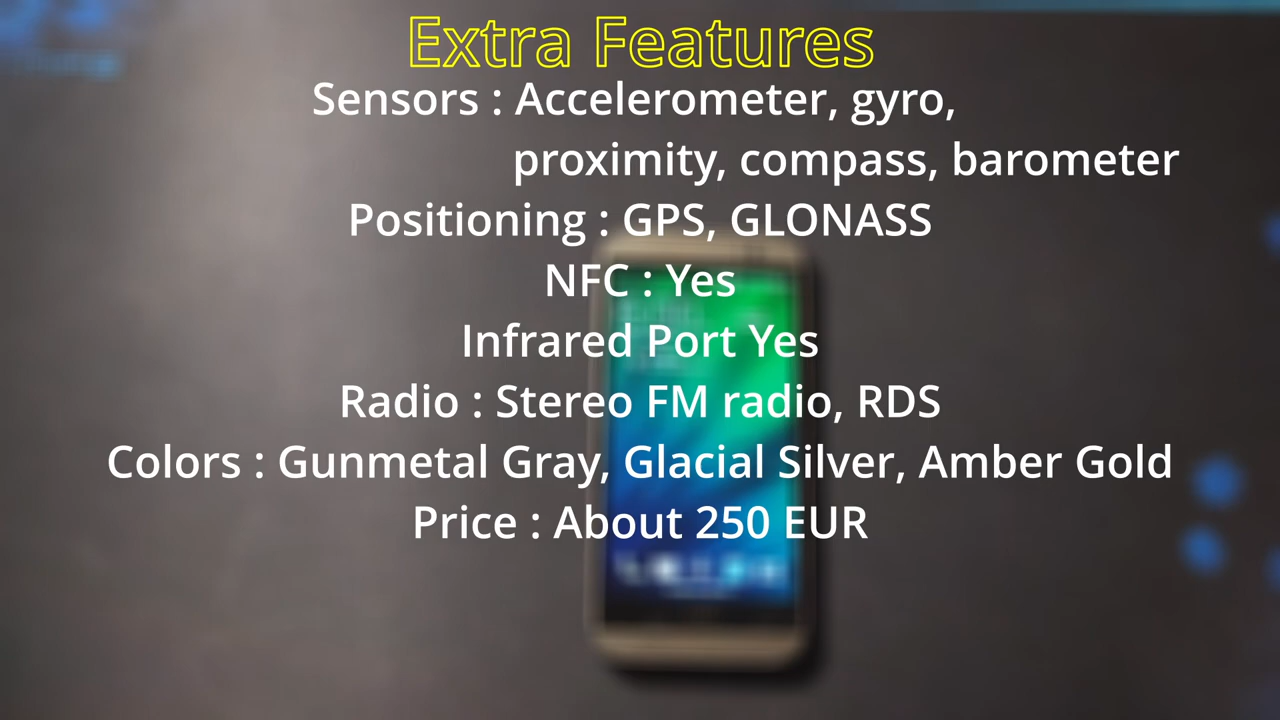 Extra Features
Sensors : Accelerometer, gyro,
proximity, compass, barometer
Positioning : GPS, GLONASS
NFC : Yes
Infrared Port Yes
Radio : Stereo FM radio, RDS
Colors : Gunmetal Gray, Glacial Silver, Amber Gold
Price : About 250 EUR